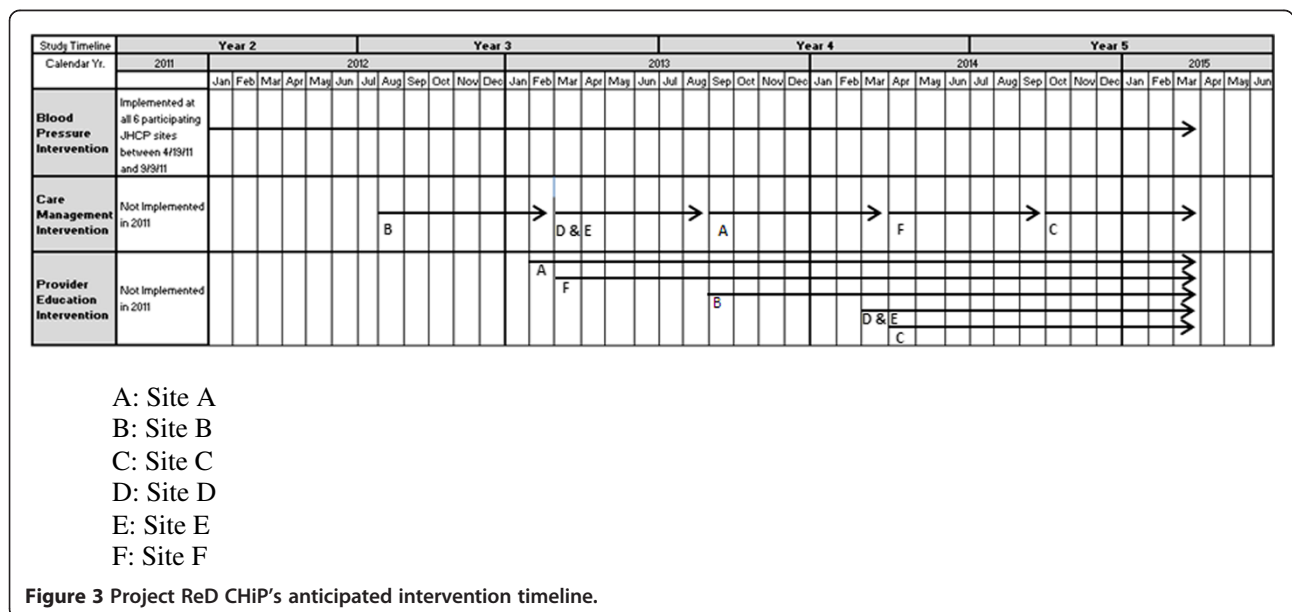 Study Timeline Year 2 Year 3 Year 4 Year 5
Calendar Yr. 2011 2012 2013 2014 2015
Jan Feb Mar Apr May Jun Jul Aug Sep Oct Nov Dec Jan Feb Mar Apr May Jun Jul Aug Sep Oct Nov Dec Jan Feb Mar Apr May Jun Jul Aug Sep Oct Nov Dec Jan Feb Mar Apr May Jun
Blood
Pressure
Intervention
Implemented at
all 6 participating
JHCP sites
between 4/19/11
and 9/9/11
Care
Management
Intervention
Not Implemented
in 2011
B D & E A F C
Provider
Education
Intervention
Not Implemented
in 2011
A
F
B
D & E
C
A: Site A
B: Site B
C: Site C
D: Site D
E: Site E
F: Site F
Figure 3 Project ReD CHiP's anticipated intervention timeline.